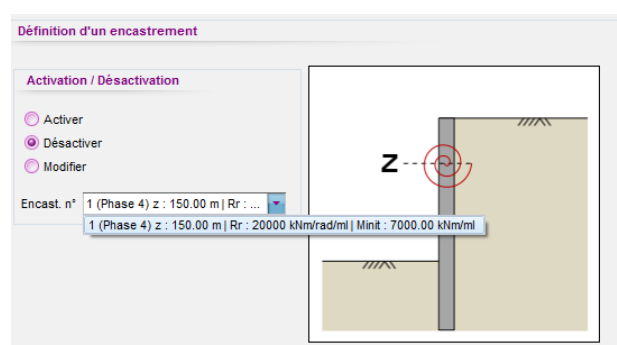 Définition d'un encastrement
Activation / Désactivation
Activer
Désactiver
Modifier
Encast. n° 1 (Phase 4) z : 150.00 m | Rr : ...
1 (Phase 4) z : 150.00 m | Rr : 20000 kNm/rad/ml | Minit : 7000.00 kNm/ml
Z